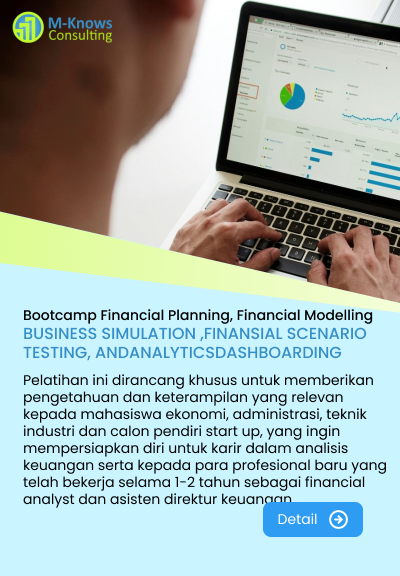 M-Knows
Consulting
Bootcamp Financial Planning, Financial Modelling
BUSINESS SIMULATION ,FINANSIAL SCENARIO
TESTING, ANDANALYTICSDASHBOARDING
Pelatihan ini dirancang khusus untuk memberikan
pengetahuan dan keterampilan yang relevan
kepada mahasiswa ekonomi, administrasi, teknik
industri dan calon pendiri start up, yang ingin
mempersiapkan diri untuk karir dalam analisis
keuangan serta kepada para profesional baru yang
telah bekerja selama 1-2 tahun sebagai financial
analyst dan asisten direktur keuangan
Detail